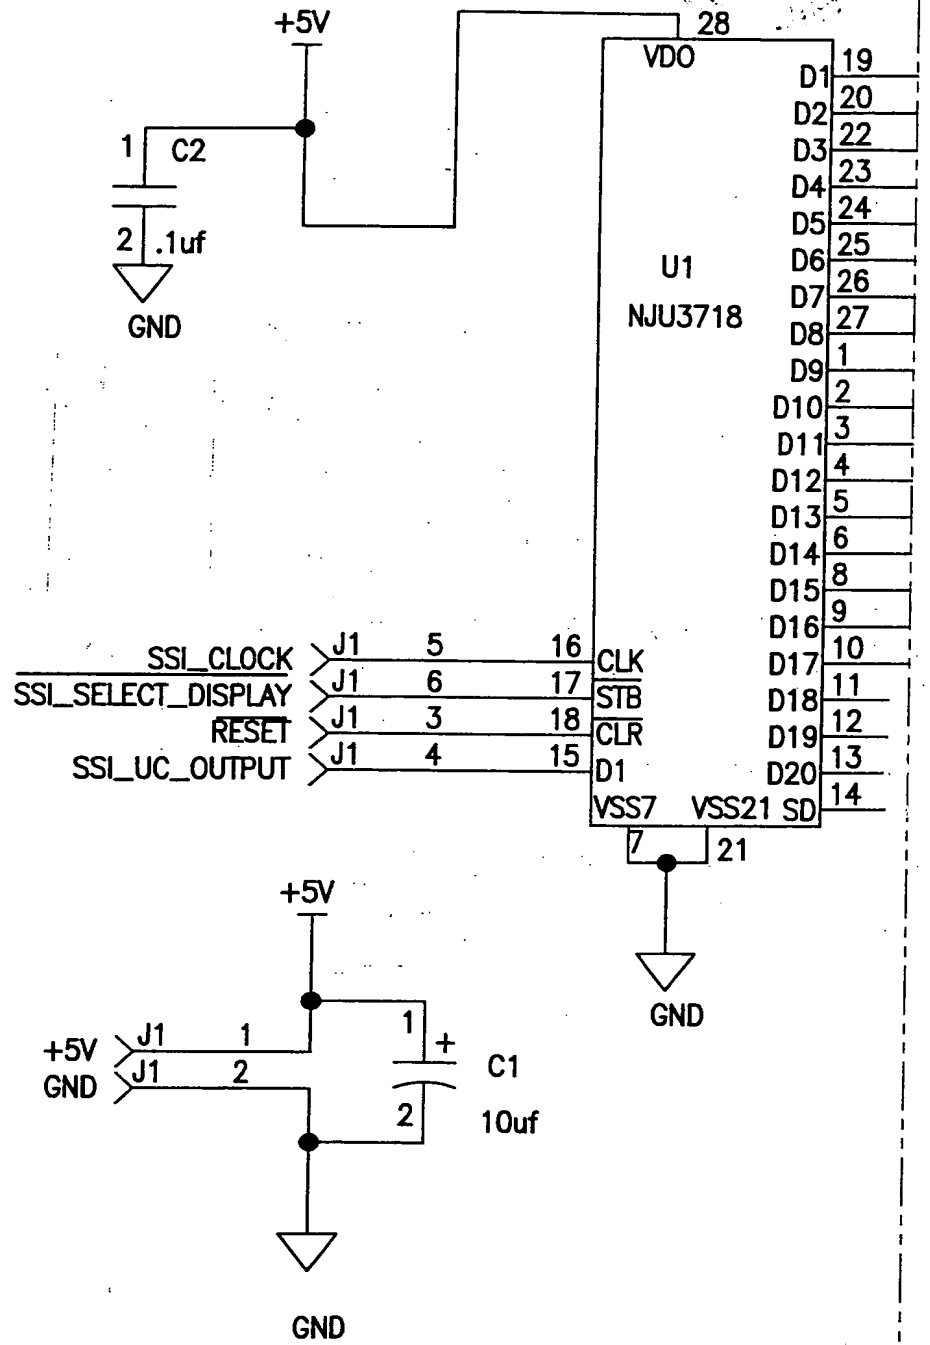 +5V
28
VDO
1 C2
2 .1uf
GND
U1
NJU3718
D1 19
D2 20
D3 22
D4 23
D5 24
D6 25
D7 26
D8 27
D9 1
D10 2
D11 3
D12 4
D13 5
D14 6
D15 8
D16 9
D17 10
D18 11
D19 12
D20 13
SD 14
SSI_CLOCK J1 5 16 CLK
SSI_SELECT_DISPLAY J1 6 17 STB
RESET J1 3 18 CLR
SSI_UC_OUTPUT J1 4 15 D1
VSS7 VSS21
7 21
GND
+5V
+5V J1 1
GND J1 2
1 +
C1
2 10uf
GND